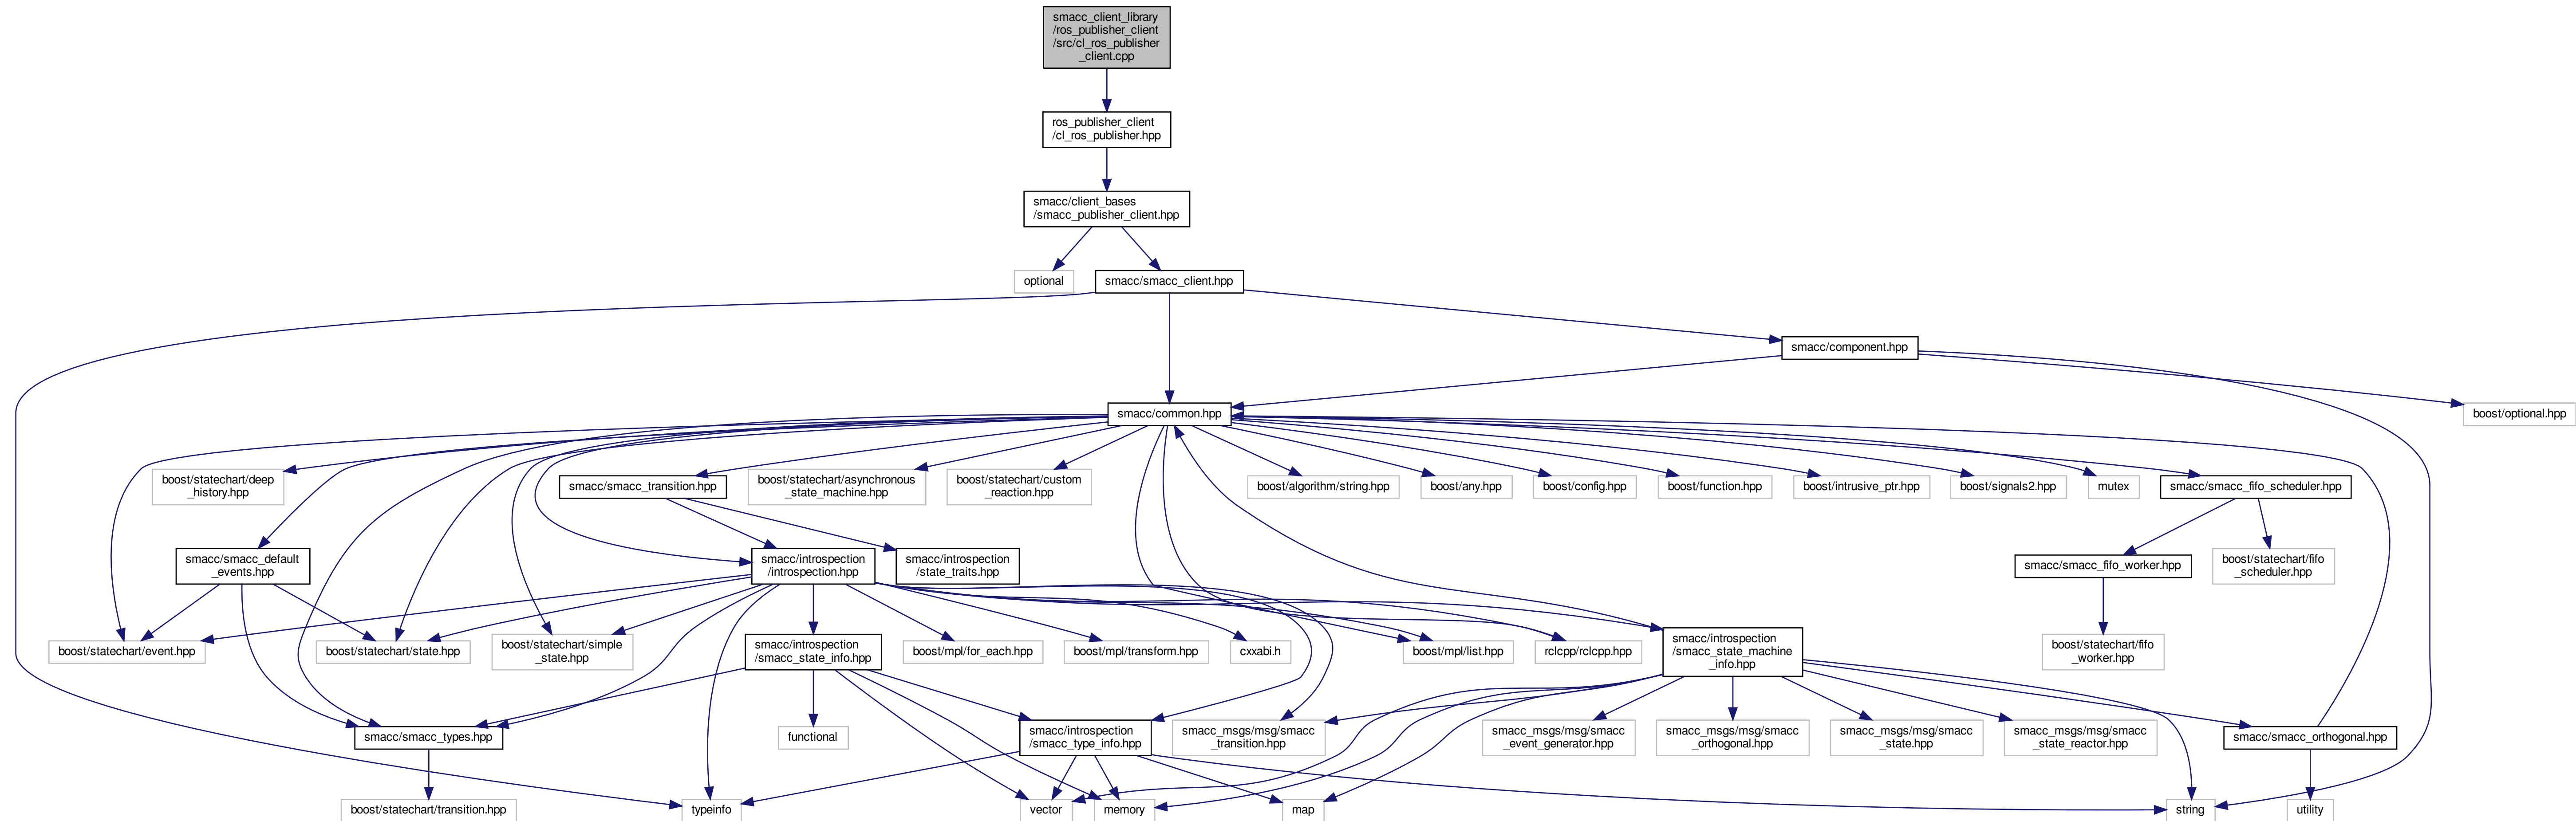 smacc_client_library
/ros_publisher_client
/src/cl_ros_publisher
_client.cpp
ros_publisher_client
/cl_ros_publisher.hpp
smacc/client_bases
/smacc_publisher_client.hpp
optional
smacc/smacc_client.hpp
smacc/component.hpp
smacc/common.hpp
boost/optional.hpp
boost/statechart/deep
_history.hpp
smacc/smacc_transition.hpp
boost/statechart/asynchronous
_state_machine.hpp
boost/statechart/custom
_reaction.hpp
boost/algorithm/string.hpp
boost/any.hpp
boost/config.hpp
boost/function.hpp
boost/intrusive_ptr.hpp
boost/signals2.hpp
mutex
smacc/smacc_fifo_scheduler.hpp
smacc/smacc_default
_events.hpp
smacc/introspection
/introspection.hpp
smacc/introspection
/state_traits.hpp
smacc/smacc_fifo_worker.hpp
boost/statechart/fifo
_scheduler.hpp
boost/statechart/event.hpp
boost/statechart/state.hpp
boost/statechart/simple
_state.hpp
smacc/introspection
/smacc_state_info.hpp
boost/mpl/for_each.hpp
boost/mpl/transform.hpp
cxxabi.h
boost/mpl/list.hpp
rclcpp/rclcpp.hpp
smacc/introspection
/smacc_state_machine
_info.hpp
boost/statechart/fifo
_worker.hpp
smacc/smacc_types.hpp
functional
smacc/introspection
/smacc_type_info.hpp
smacc_msgs/msg/smacc
_transition.hpp
smacc_msgs/msg/smacc
_event_generator.hpp
smacc_msgs/msg/smacc
_orthogonal.hpp
smacc_msgs/msg/smacc
_state.hpp
smacc_msgs/msg/smacc
_state_reactor.hpp
smacc/smacc_orthogonal.hpp
boost/statechart/transition.hpp
typeinfo
vector
memory
map
string
utility